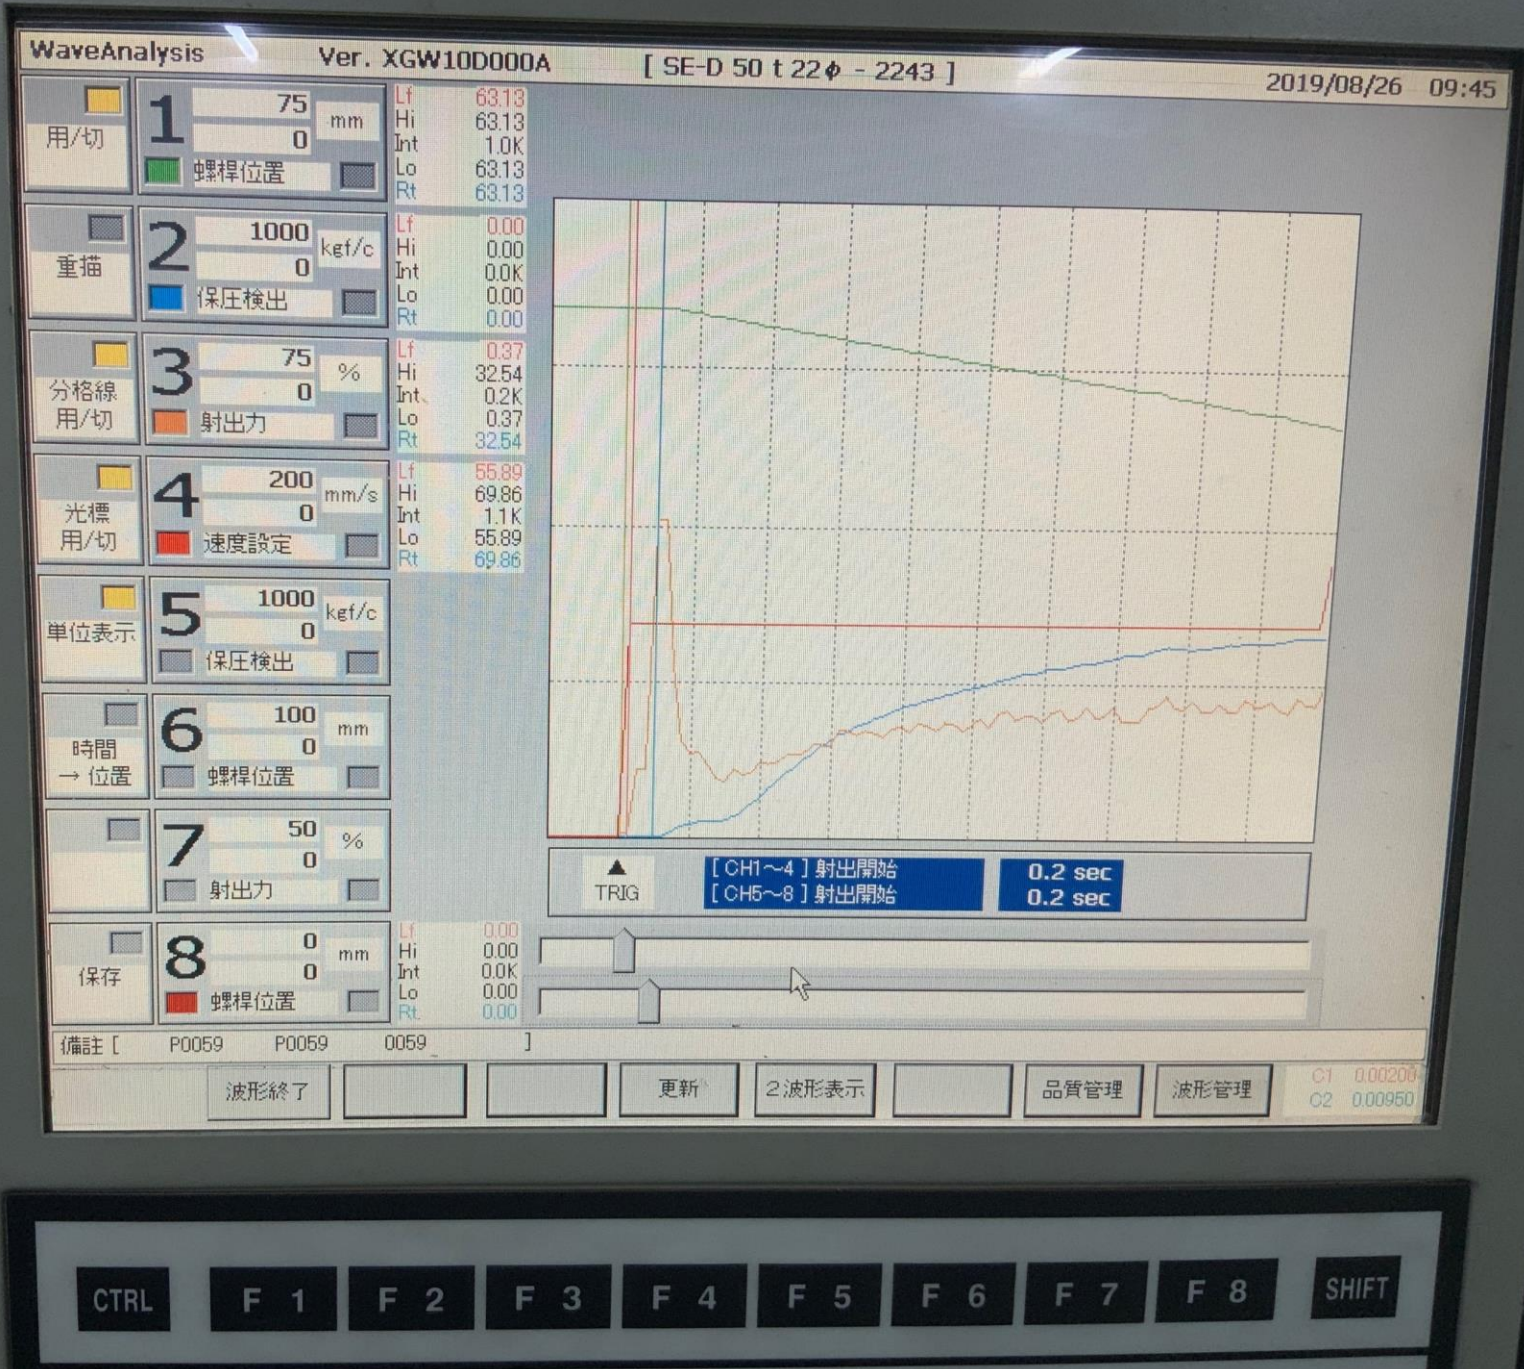 WaveAnalysis Ver. XGW10D000A [ SE-D 50 t 22φ - 2243 ] 2019/08/26 09:45
用/切
1 75 mm
0
螺桿位置
Lf 63.13
Hi 63.13
Int 1.0K
Lo 63.13
Rt 63.13
重描
2 1000 kgf/c
0
保圧検出
Lf 0.00
Hi 0.00
Int 0.0K
Lo 0.00
Rt 0.00
分格線
用/切
3 75 %
0
射出力
Lf 0.37
Hi 32.54
Int 0.2K
Lo 0.37
Rt 32.54
光標
用/切
4 200 mm/s
0
速度設定
Lf 55.89
Hi 69.86
Int 1.1K
Lo 55.89
Rt 69.86
単位表示
5 1000 kgf/c
0
保圧検出
時間
→ 位置
6 100 mm
0
螺桿位置
7 50 %
0
射出力
保存
8 0 mm
0
螺桿位置
Lf 0.00
Hi 0.00
Int 0.0K
Lo 0.00
Rt 0.00
▲
TRIG
[ CH1～4 ] 射出開始 0.2 sec
[ CH5～8 ] 射出開始 0.2 sec
備註 [ P0059 P0059 0059 ]
波形終了 更新 2波形表示 品質管理 波形管理
C1 0.00200
C2 0.00950
CTRL F 1 F 2 F 3 F 4 F 5 F 6 F 7 F 8 SHIFT